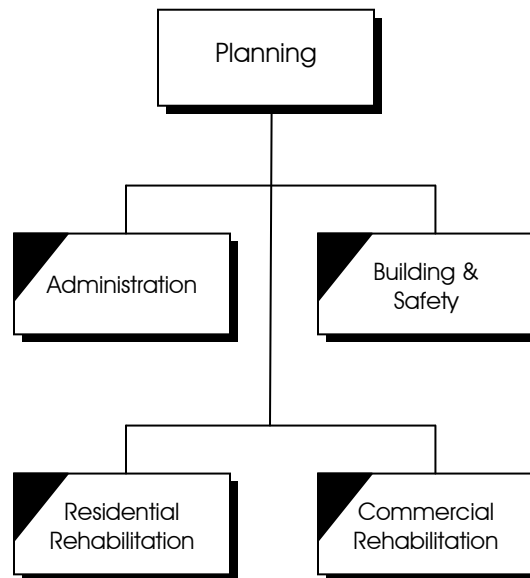 Planning
Administration
Building &
Safety
Residential
Rehabilitation
Commercial
Rehabilitation